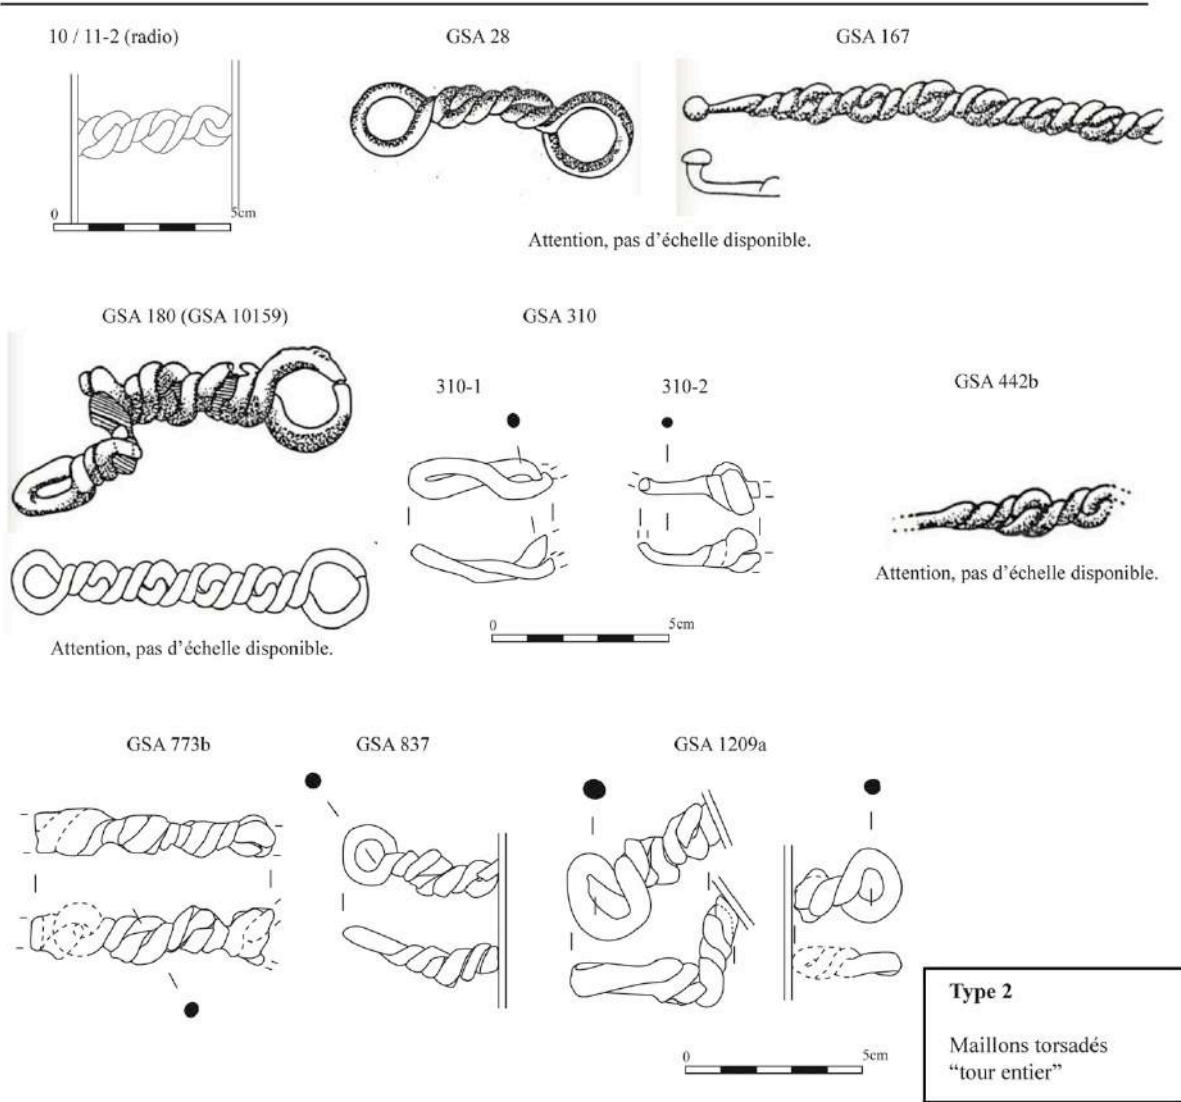 10 / 11-2 (radio)
GSA 28
GSA 167
0
5cm
Attention, pas d'échelle disponible.
GSA 180 (GSA 10159)
GSA 310
310-1
310-2
GSA 442b
Attention, pas d'échelle disponible.
0
5cm
Attention, pas d'échelle disponible.
GSA 773b
GSA 837
GSA 1209a
0
5cm
Type 2
Maillons torsadés
“tour entier”